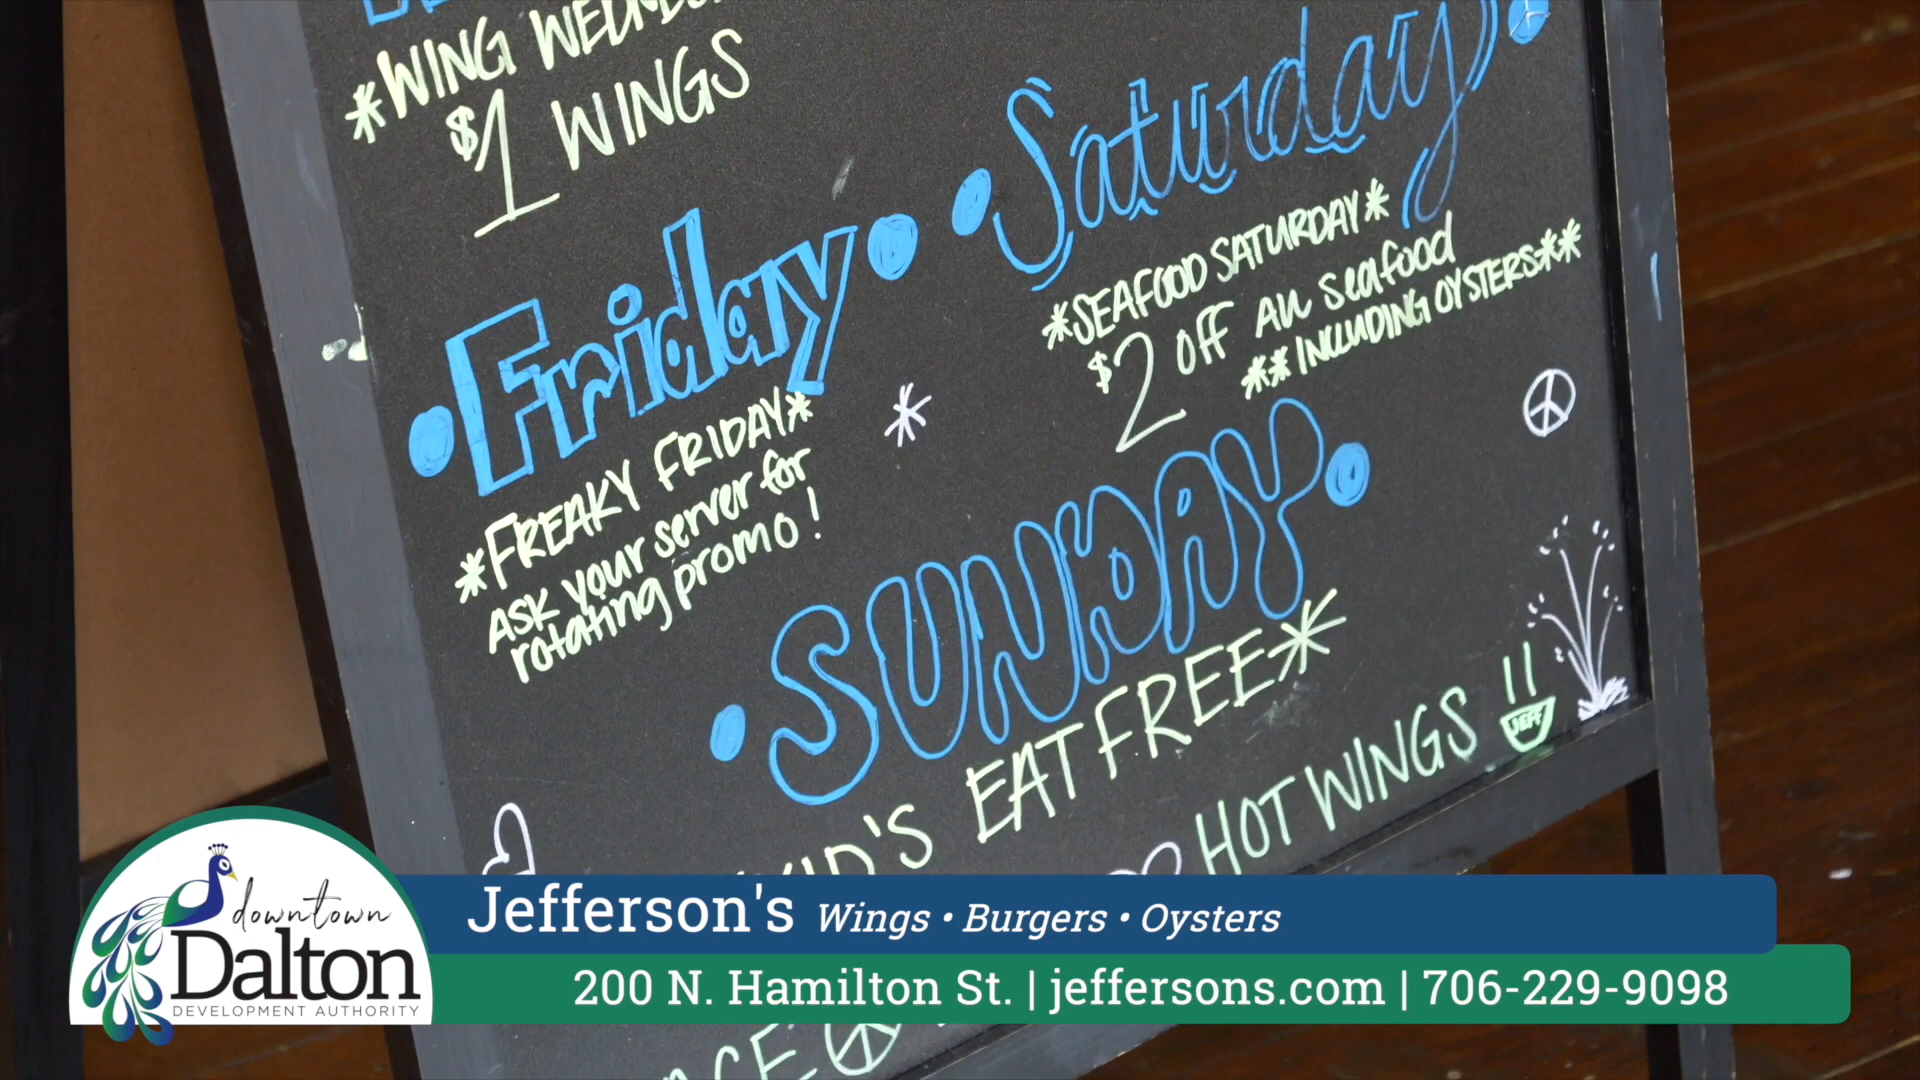 *WING
$1 WINGS
• Saturday •
*SEAFOOD SATURDAY*
$2 off all seafood
** INCLUDING OYSTERS**
• Friday •
*FREAKY FRIDAY*
ASK your server for
rotating promo!
• SUNDAY •
KID'S EAT FREE*
HOT WINGS
JEFF
downtown
Dalton
DEVELOPMENT AUTHORITY
Jefferson's Wings • Burgers • Oysters
200 N. Hamilton St. | jeffersons.com | 706-229-9098